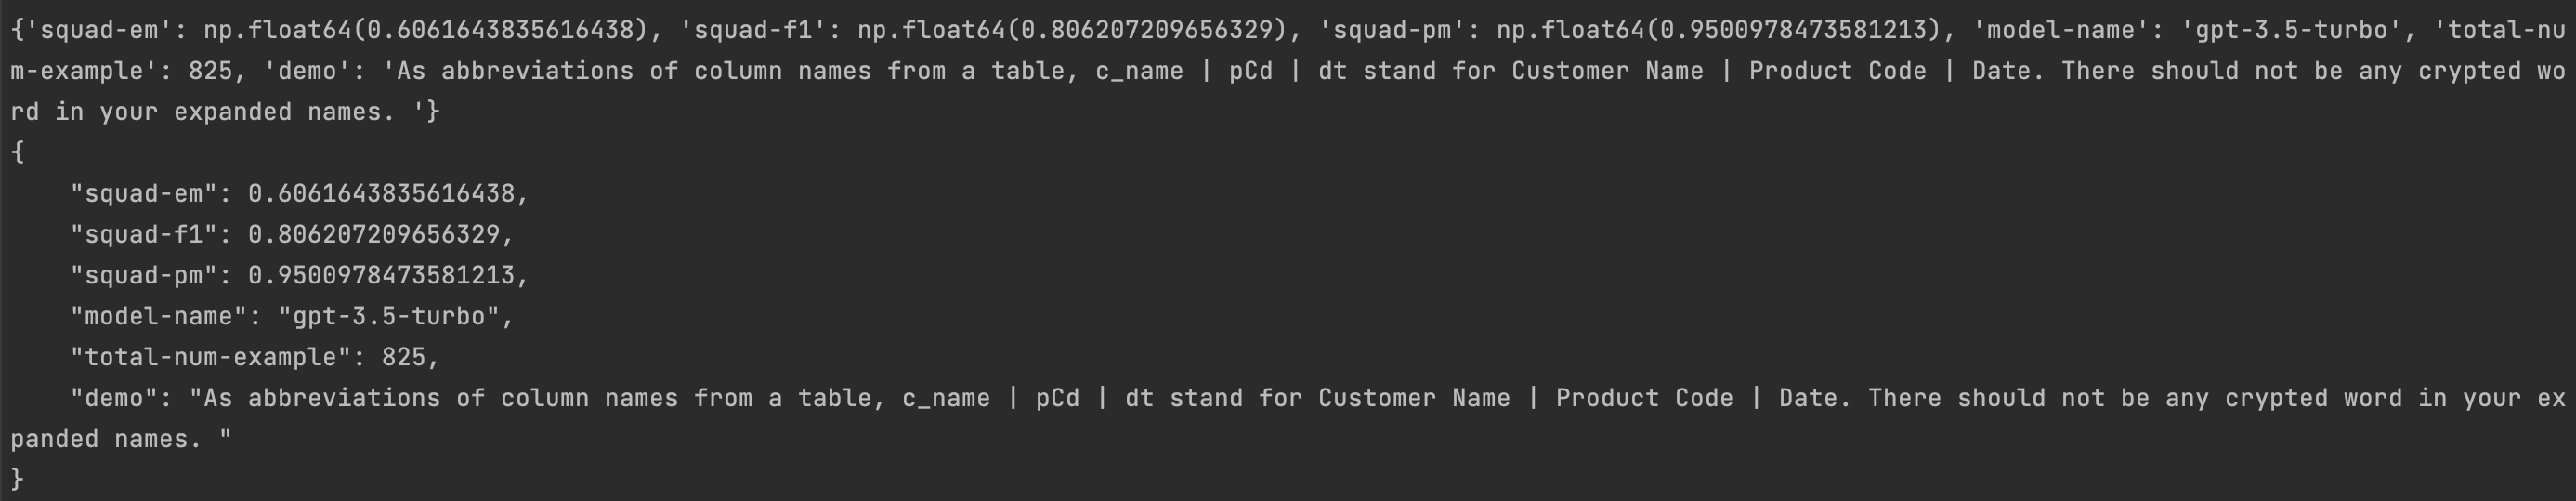 {'squad-em': np.float64(0.6061643835616438), 'squad-f1': np.float64(0.806207209656329), 'squad-pm': np.float64(0.9500978473581213), 'model-name': 'gpt-3.5-turbo', 'total-nu
m-example': 825, 'demo': 'As abbreviations of column names from a table, c_name | pCd | dt stand for Customer Name | Product Code | Date. There should not be any crypted wo
rd in your expanded names. '}
{
    "squad-em": 0.6061643835616438,
    "squad-f1": 0.806207209656329,
    "squad-pm": 0.9500978473581213,
    "model-name": "gpt-3.5-turbo",
    "total-num-example": 825,
    "demo": "As abbreviations of column names from a table, c_name | pCd | dt stand for Customer Name | Product Code | Date. There should not be any crypted word in your ex
panded names. "
}